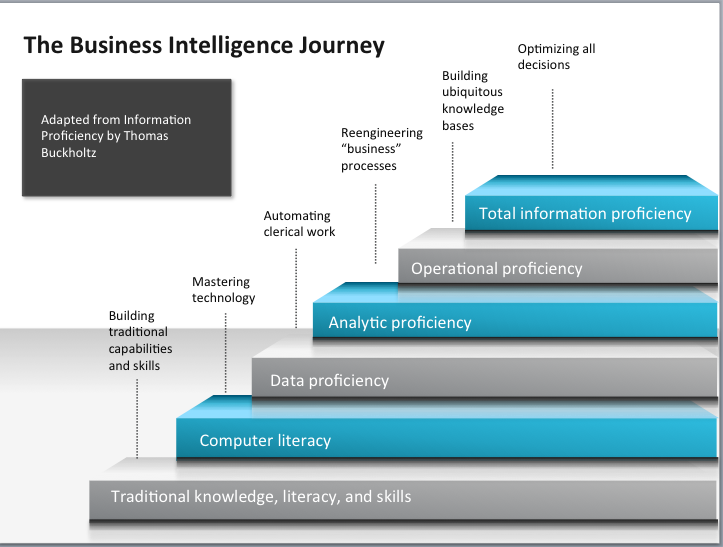 The Business Intelligence Journey
Adapted from Information
Proficiency by Thomas
Buckholtz
Optimizing all
decisions
Building
ubiquitous
knowledge
bases
Reengineering
“business”
processes
Automating
clerical work
Mastering
technology
Building
traditional
capabilities
and skills
Total information proficiency
Operational proficiency
Analytic proficiency
Data proficiency
Computer literacy
Traditional knowledge, literacy, and skills